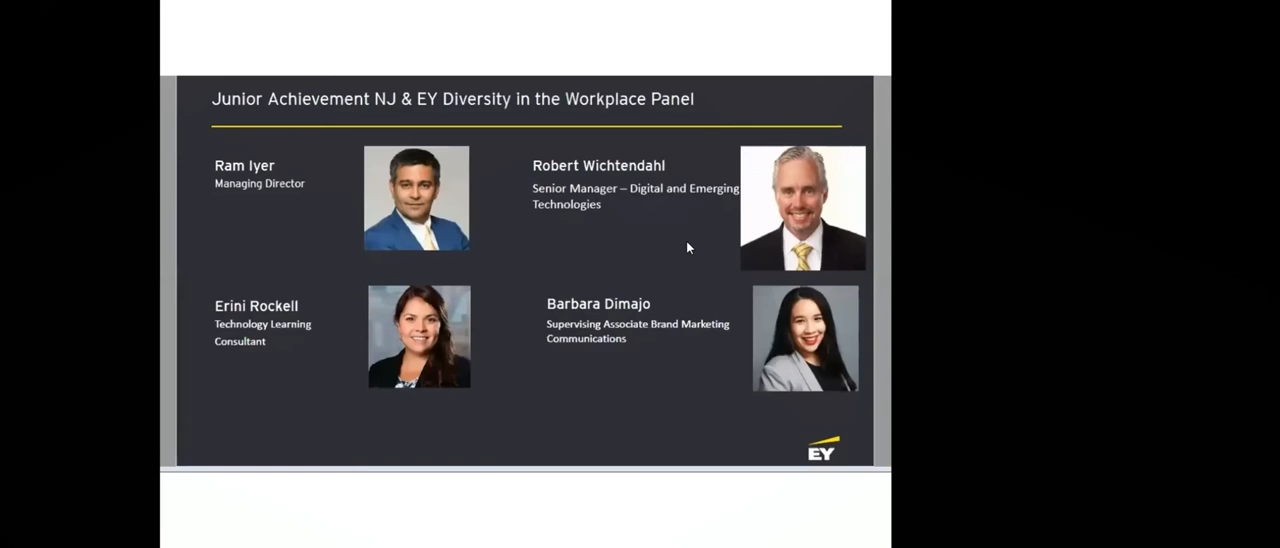 Junior Achievement NJ & EY Diversity in the Workplace Panel
Ram Iyer
Managing Director
Robert Wichtendahl
Senior Manager – Digital and Emerging
Technologies
Erini Rockell
Technology Learning
Consultant
Barbara Dimajo
Supervising Associate Brand Marketing
Communications
EY